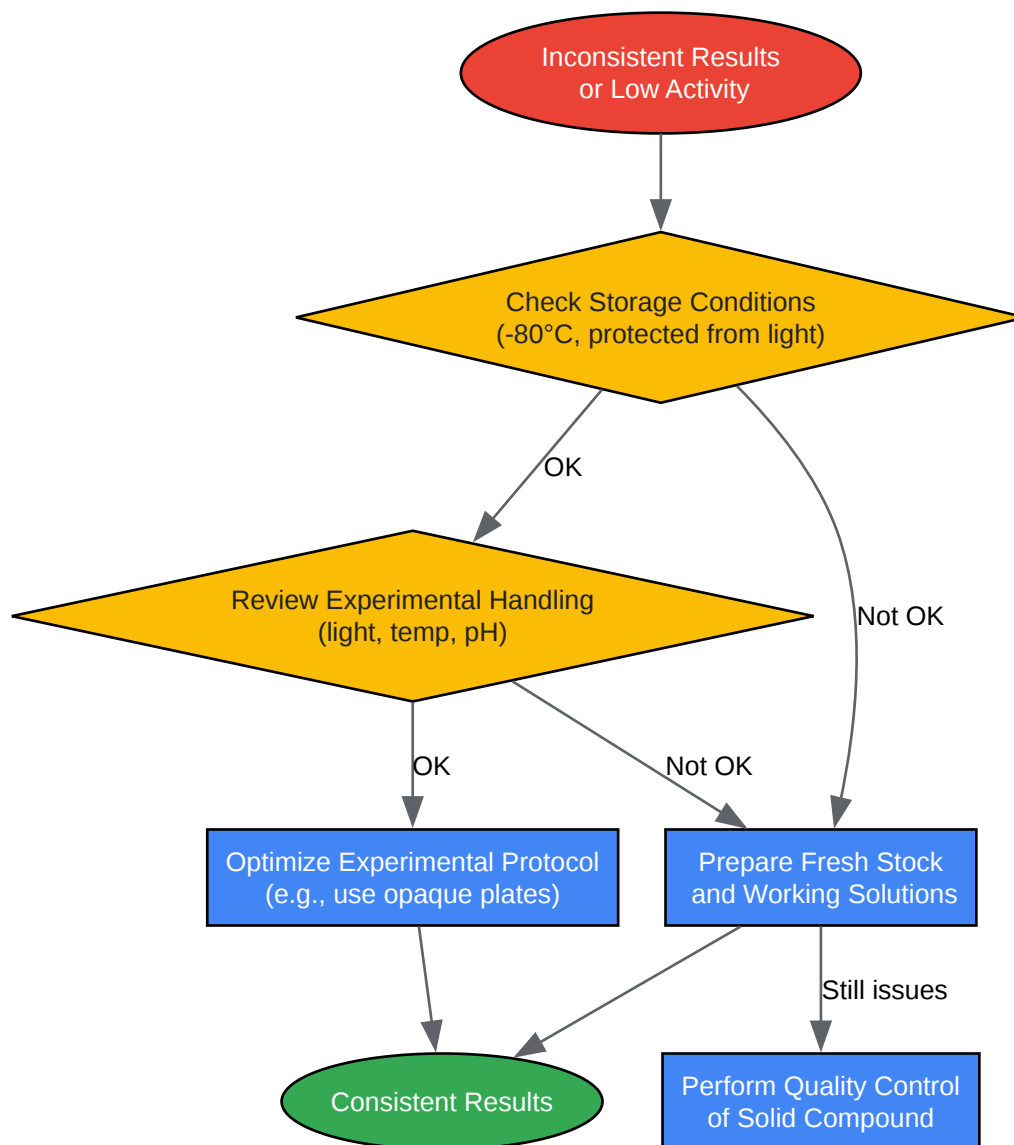 Inconsistent Results
or Low Activity
Check Storage Conditions
(-80°C, protected from light)
OK
Not OK
Review Experimental Handling
(light, temp, pH)
OK
Not OK
Optimize Experimental Protocol
(e.g., use opaque plates)
Prepare Fresh Stock
and Working Solutions
Still issues
Consistent Results
Perform Quality Control
of Solid Compound